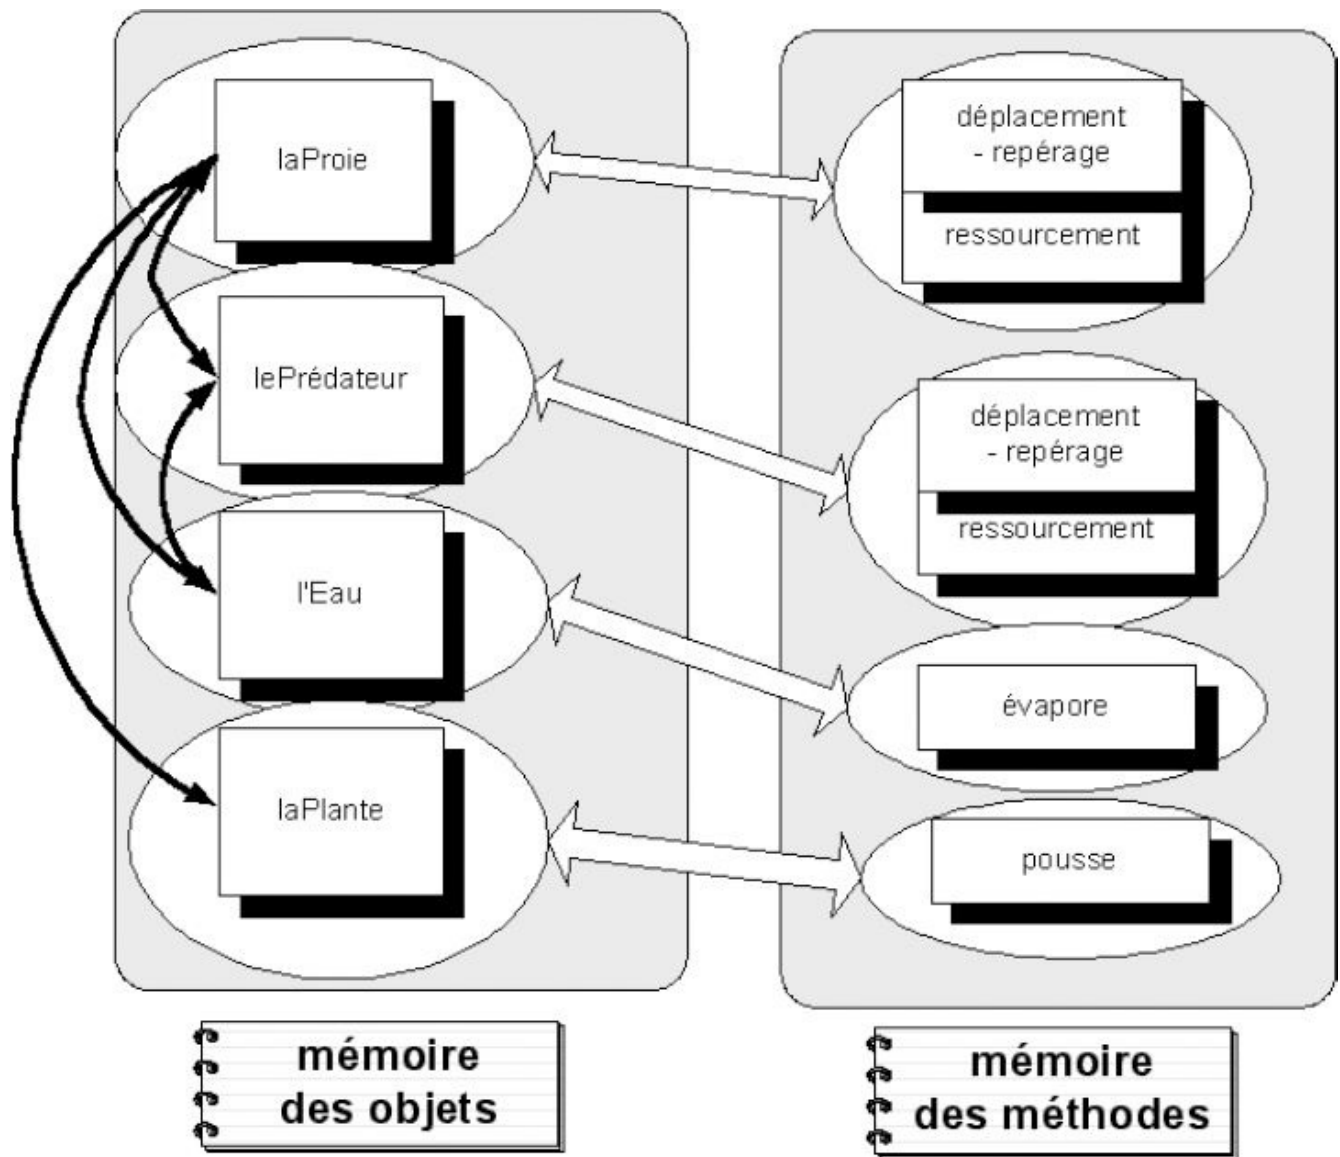 laProie
lePrédateur
l'Eau
laPlante
mémoire
des objets
déplacement
- repérage
ressourcement
déplacement
- repérage
ressourcement
évapore
pousse
mémoire
des méthodes